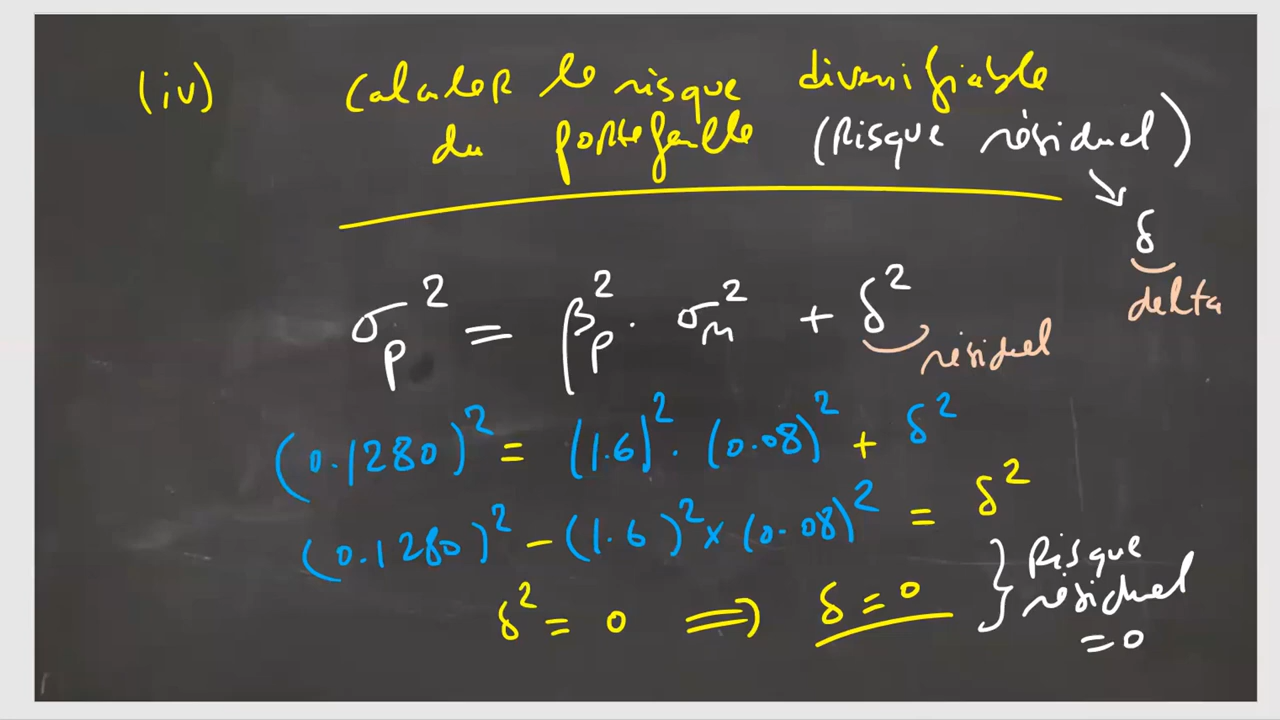 (iv) Calculer le risque diversifiable
du portefeuille (Risque résiduel)
δ
delta
σp² = βp² · σm² + δ²
résiduel
(0.1280)² = (1.6)² · (0.08)² + δ²
(0.1280)² - (1.6)² × (0.08)² = δ²
δ² = 0 ⟹ δ = 0 } Risque
résiduel
= 0